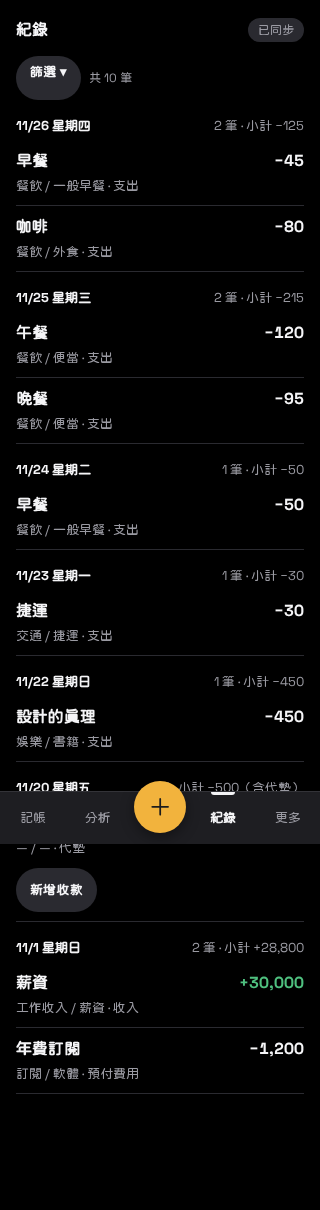 紀錄
已同步
篩選 ▾
共 10 筆
11/26 星期四
2 筆 · 小計 −125
早餐
−45
餐飲 / 一般早餐 · 支出
咖啡
−80
餐飲 / 外食 · 支出
11/25 星期三
2 筆 · 小計 −215
午餐
−120
餐飲 / 便當 · 支出
晚餐
−95
餐飲 / 便當 · 支出
11/24 星期二
1 筆 · 小計 −50
早餐
−50
餐飲 / 一般早餐 · 支出
11/23 星期一
1 筆 · 小計 −30
捷運
−30
交通 / 捷運 · 支出
11/22 星期日
1 筆 · 小計 −450
設計的真理
−450
娛樂 / 書籍 · 支出
11/20 星期五
小計 −500（含代墊）
記帳
分析
+
紀錄
更多
— / — · 代墊
新增收款
11/1 星期日
2 筆 · 小計 +28,800
薪資
+30,000
工作收入 / 薪資 · 收入
年費訂閱
−1,200
訂閱 / 軟體 · 預付費用